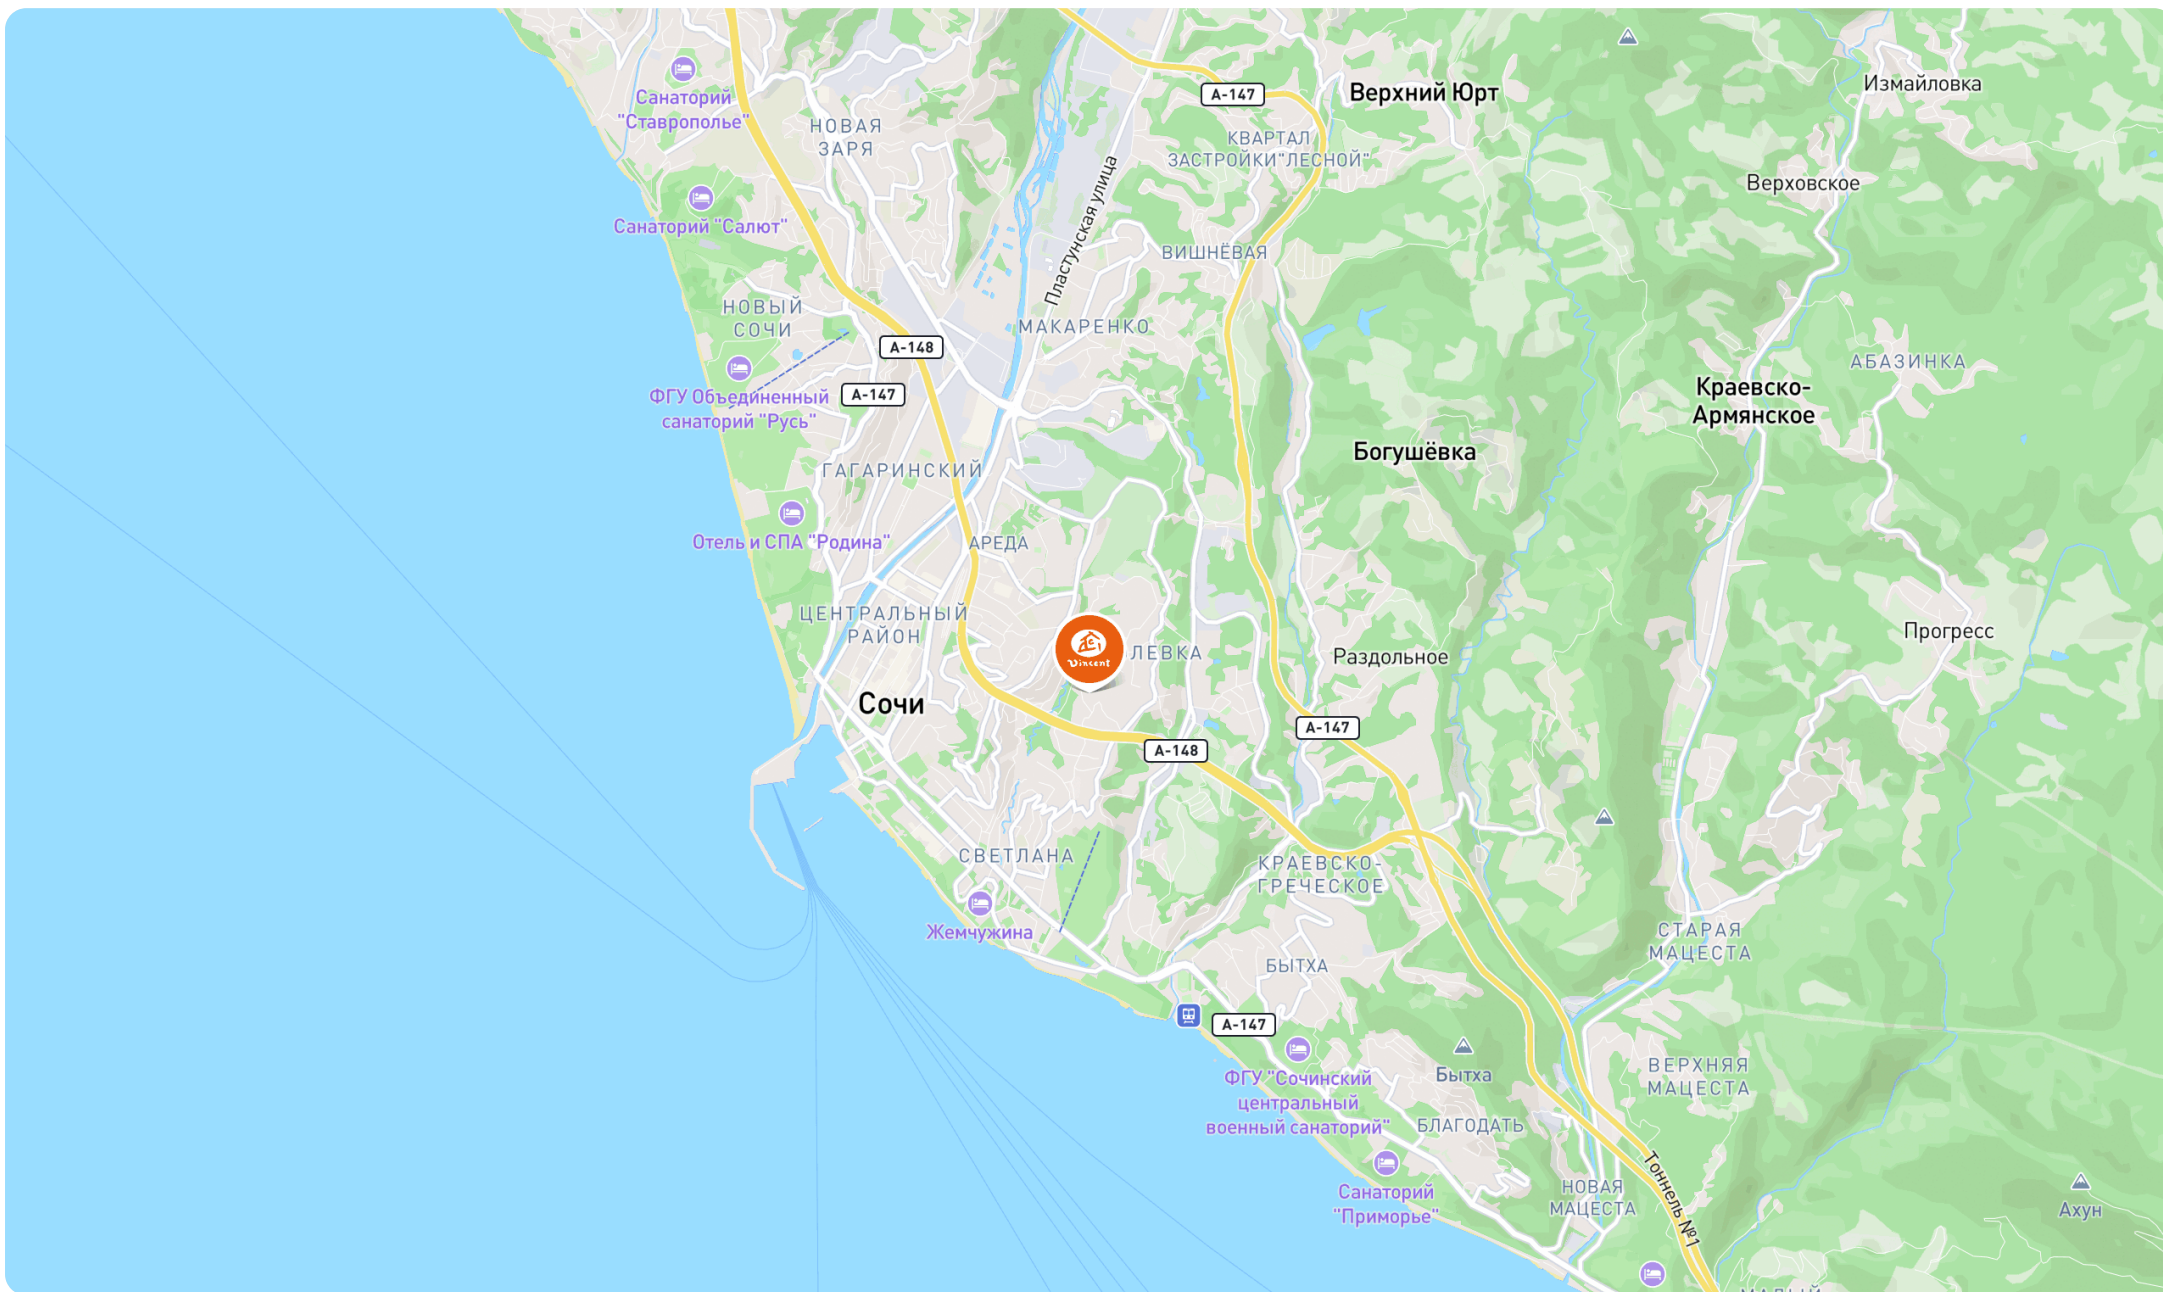 Санаторий
"Ставрополье"
НОВАЯ
ЗАРЯ
А-147
Верхний Юрт
Измайловка
КВАРТАЛ
ЗАСТРОЙКИ"ЛЕСНОЙ"
Верховское
Санаторий "Салют"
Пластунская улица
ВИШНЁВАЯ
НОВЫЙ
СОЧИ
МАКАРЕНКО
А-148
АБАЗИНКА
А-147
ФГУ Объединенный
санаторий "Русь"
Краевско-
Армянское
Богушёвка
ГАГАРИНСКИЙ
Отель и СПА "Родина"
АРЕДА
ЦЕНТРАЛЬНЫЙ
РАЙОН
Vincent
ЛЕВКА
Раздольное
Прогресс
Сочи
А-147
А-148
СВЕТЛАНА
КРАЕВСКО-
ГРЕЧЕСКОЕ
Жемчужина
СТАРАЯ
МАЦЕСТА
БЫТХА
А-147
ФГУ "Сочинский
центральный
военный санаторий"
Бытха
ВЕРХНЯЯ
МАЦЕСТА
БЛАГОДАТЬ
Санаторий
"Приморье"
НОВАЯ
МАЦЕСТА
Тоннель №1
Ахун